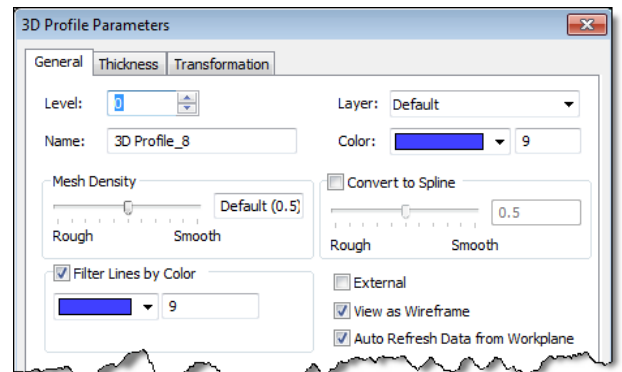 3D Profile Parameters
General Thickness Transformation
Level: 0 Layer: Default
Name: 3D Profile_8 Color: 9
Mesh Density Convert to Spline
Default (0.5) 0.5
Rough Smooth Rough Smooth
Filter Lines by Color External
9 View as Wireframe
Auto Refresh Data from Workplane